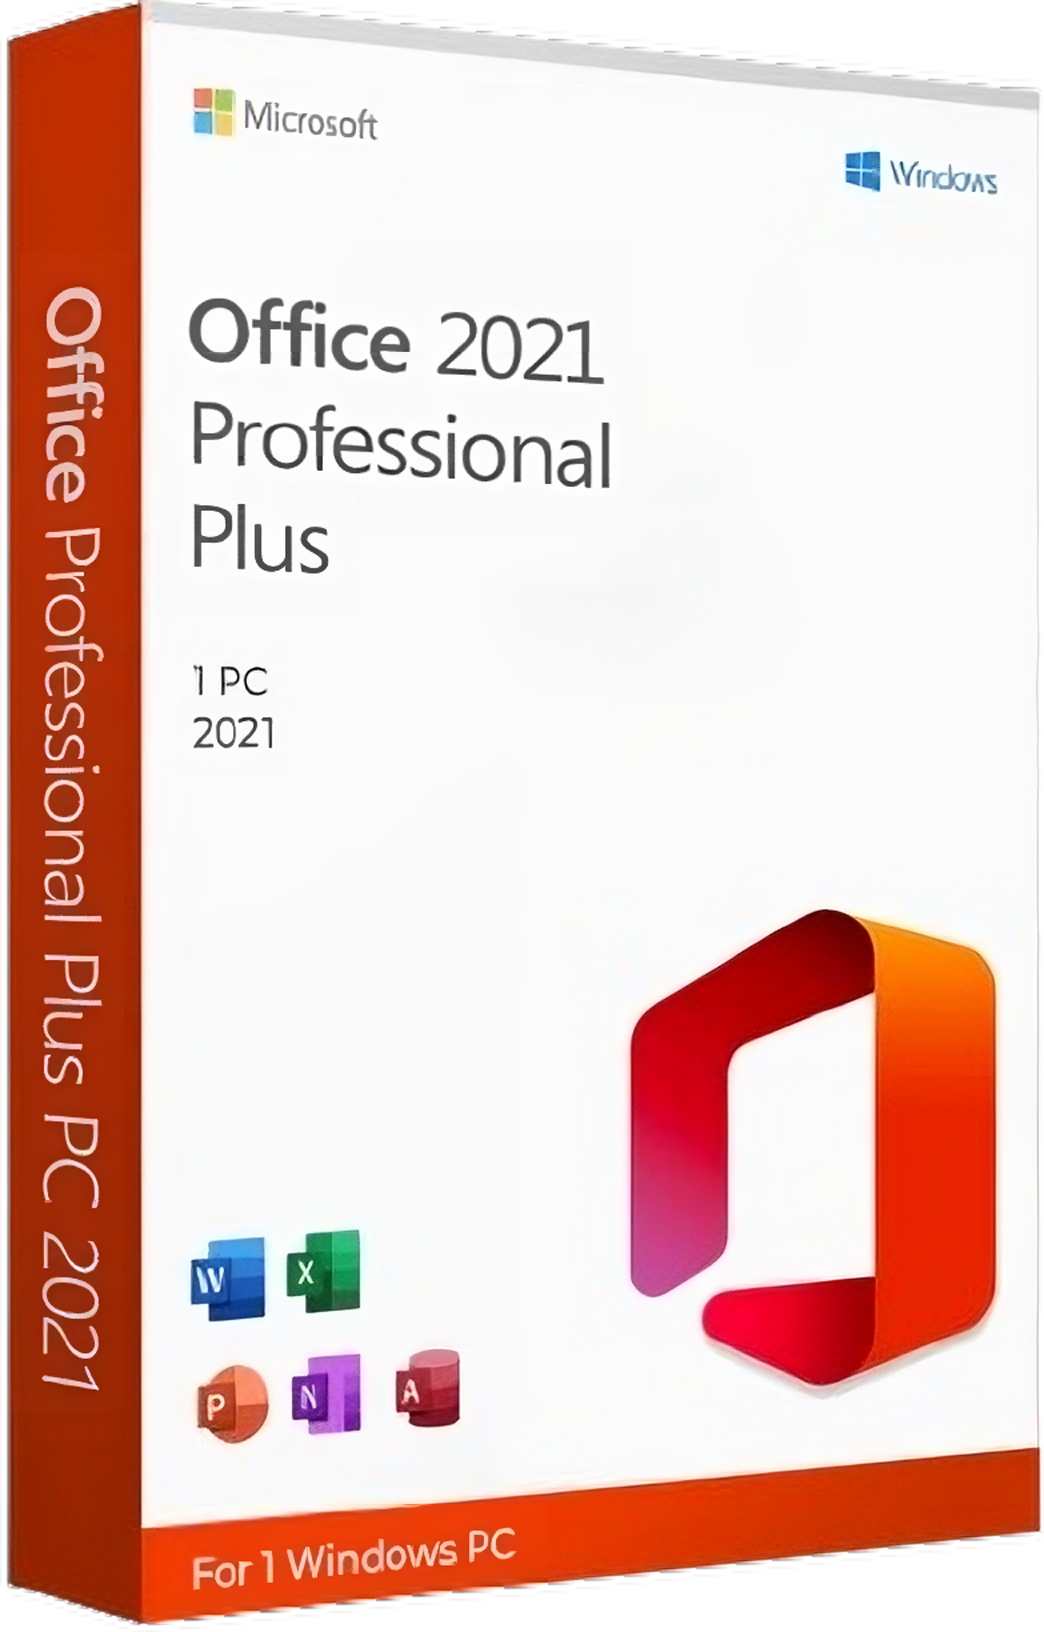 Microsoft
Windows
Office 2021
Professional
Plus
1 PC
2021
W
X
P
N
A
For 1 Windows PC
Office Professional Plus PC 2021